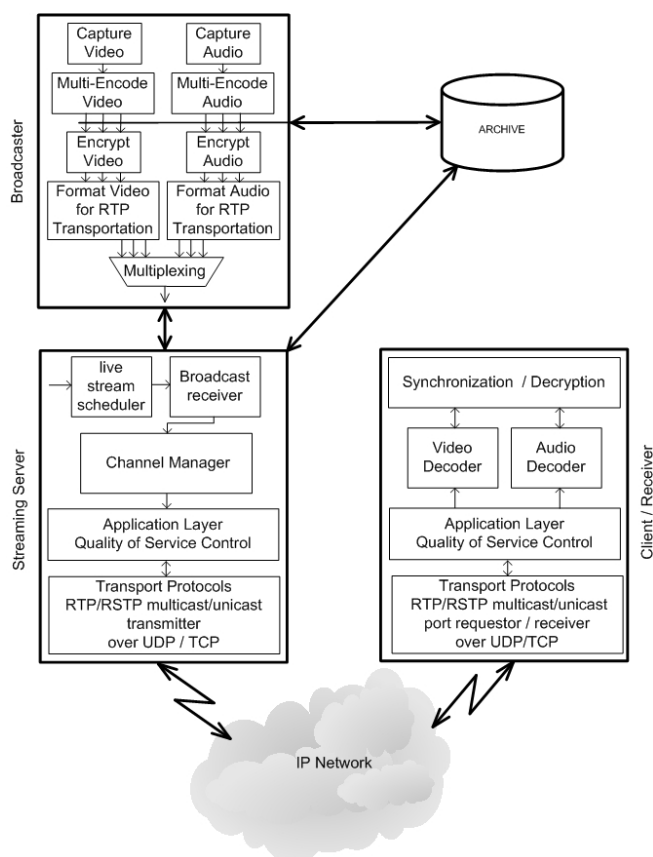 Broadcaster
Capture
Video
Capture
Audio
Multi-Encode
Video
Multi-Encode
Audio
Encrypt
Video
Encrypt
Audio
Format Video
for RTP
Transportation
Format Audio
for RTP
Transportation
Multiplexing
ARCHIVE
Streaming Server
live
stream
scheduler
Broadcast
receiver
Channel Manager
Application Layer
Quality of Service Control
Transport Protocols
RTP/RSTP multicast/unicast
transmitter
over UDP / TCP
Client / Receiver
Synchronization / Decryption
Video
Decoder
Audio
Decoder
Application Layer
Quality of Service Control
Transport Protocols
RTP/RSTP multicast/unicast
port requestor / receiver
over UDP/TCP
IP Network